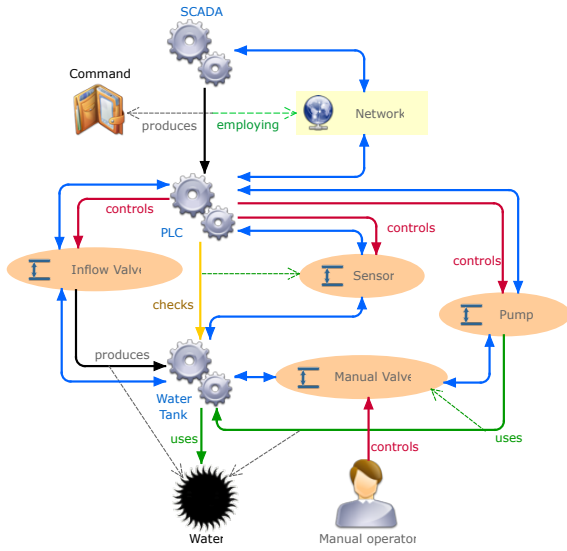 SCADA
Command
Network
produces
employing
controls
controls
PLC
controls
Inflow Valve
Sensor
checks
Pump
produces
Manual Valve
Water
Tank
uses
uses
controls
Water
Manual operator